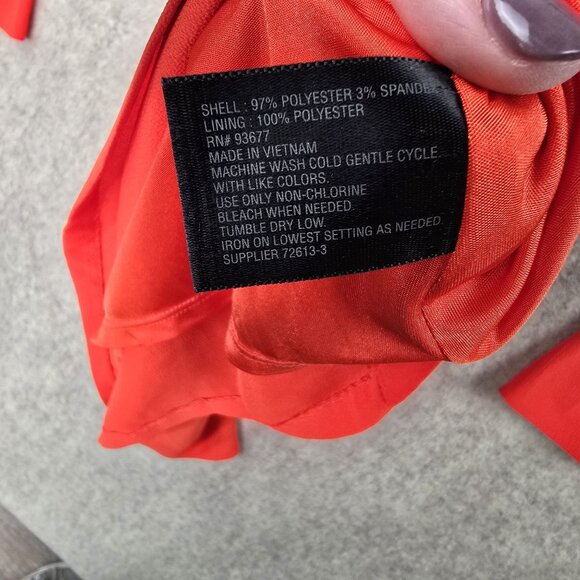 SHELL : 97% POLYESTER 3% SPANDE
LINING : 100% POLYESTER
RN# 93677
MADE IN VIETNAM
MACHINE WASH COLD GENTLE CYCLE
WITH LIKE COLORS.
USE ONLY NON-CHLORINE
BLEACH WHEN NEEDED.
TUMBLE DRY LOW.
IRON ON LOWEST SETTING AS NEEDED.
SUPPLIER 72613-3